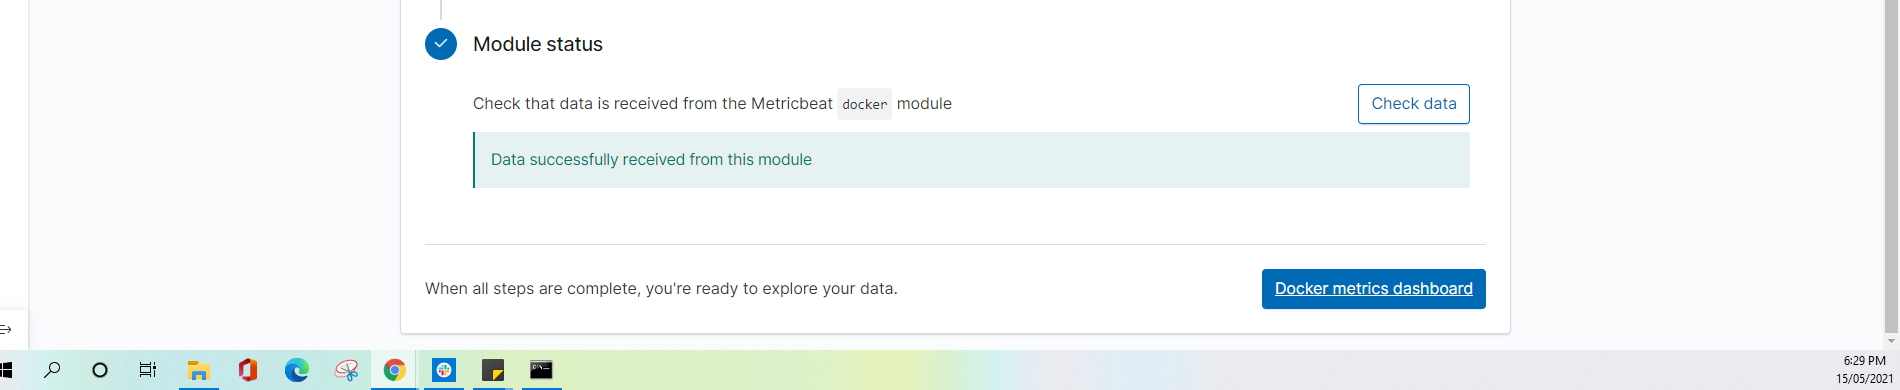 Module status
Check that data is received from the Metricbeat docker module
Check data
Data successfully received from this module
When all steps are complete, you're ready to explore your data.
Docker metrics dashboard
6:29 PM
15/05/2021